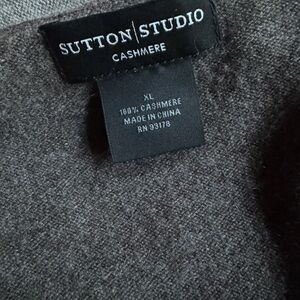 SUTTON|STUDIO
CASHMERE
XL
100% CASHMERE
MADE IN CHINA
RN 93178